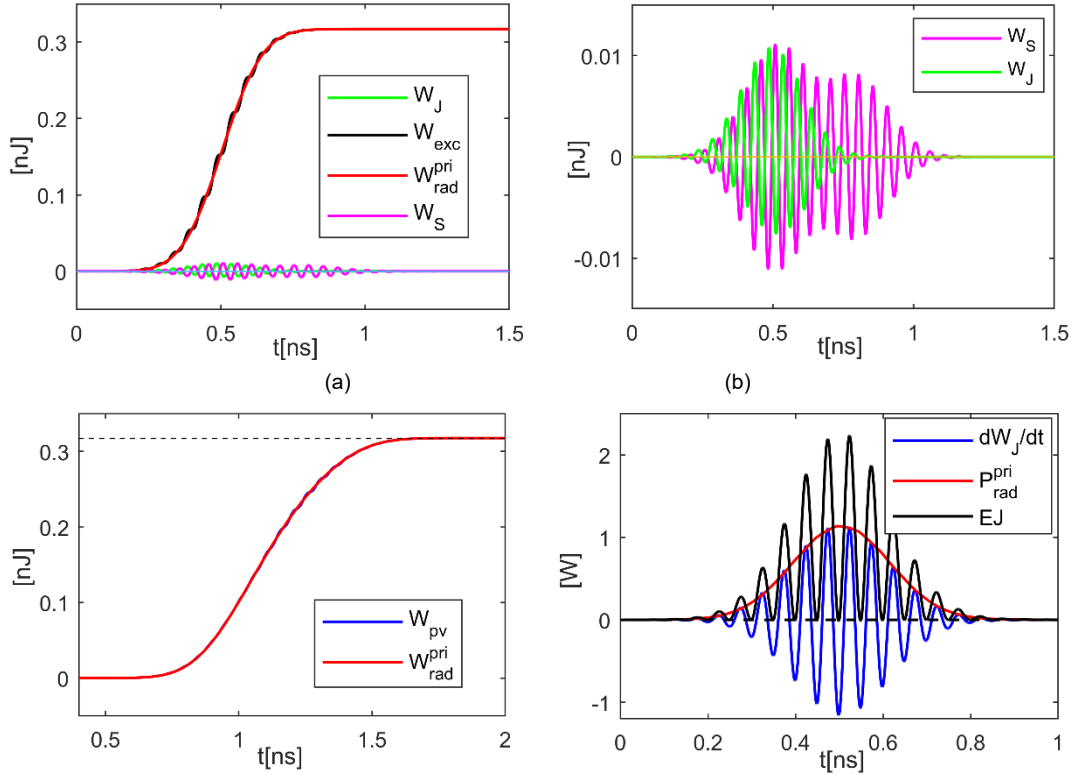 0.3
0.2
0.1
0
[nJ]
W_J
W_exc
W_rad^pri
W_S
0 0.5 1 1.5
t[ns]
(a)
0.01
0
-0.01
[nJ]
W_S
W_J
0 0.5 1 1.5
t[ns]
(b)
0.3
0.2
0.1
0
[nJ]
W_pv
W_rad^pri
0.5 1 1.5 2
t[ns]
2
1
0
-1
[W]
dW_J/dt
P_rad^pri
EJ
0 0.2 0.4 0.6 0.8 1
t[ns]